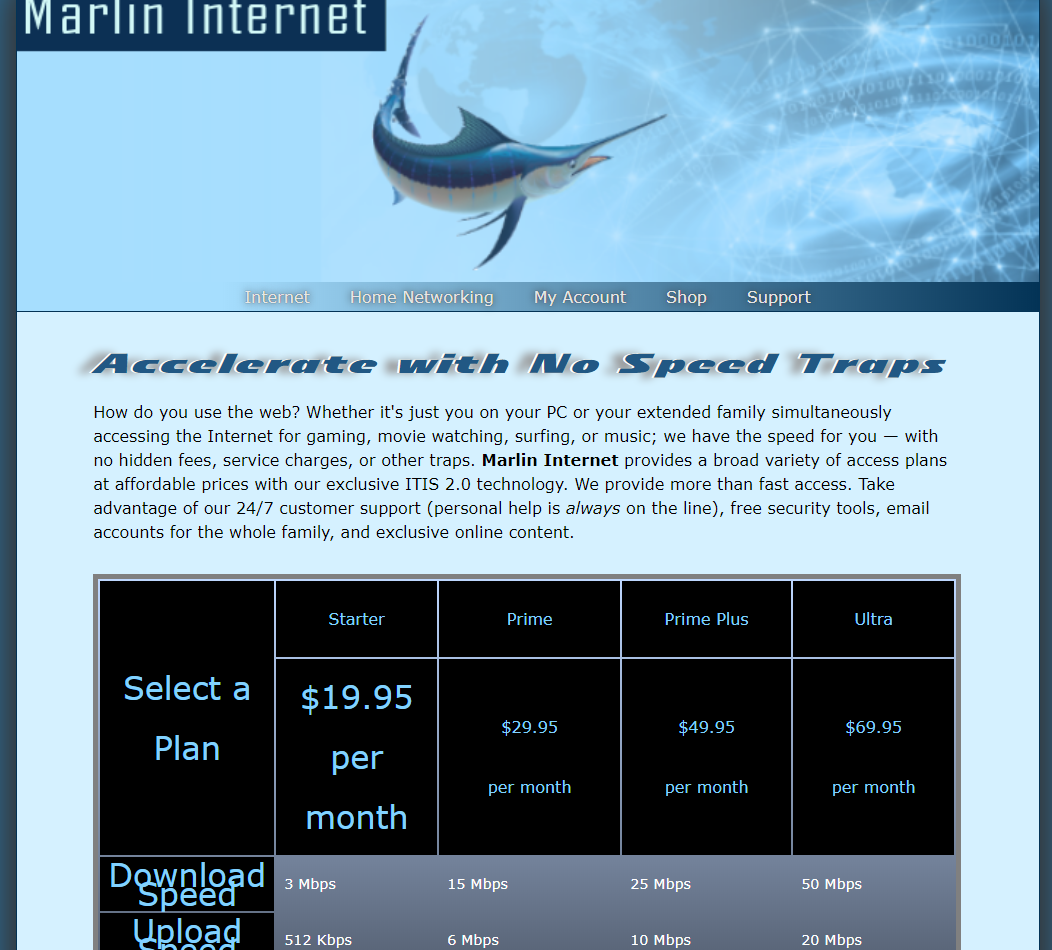 Marlin Internet
Internet Home Networking My Account Shop Support
Accelerate with No Speed Traps
How do you use the web? Whether it's just you on your PC or your extended family simultaneously
accessing the Internet for gaming, movie watching, surfing, or music; we have the speed for you — with
no hidden fees, service charges, or other traps. Marlin Internet provides a broad variety of access plans
at affordable prices with our exclusive ITIS 2.0 technology. We provide more than fast access. Take
advantage of our 24/7 customer support (personal help is always on the line), free security tools, email
accounts for the whole family, and exclusive online content.
Select a
Plan
Starter Prime Prime Plus Ultra
$19.95
per
month
$29.95
per month
$49.95
per month
$69.95
per month
Download
Speed
3 Mbps 15 Mbps 25 Mbps 50 Mbps
Upload
Speed
512 Kbps 6 Mbps 10 Mbps 20 Mbps